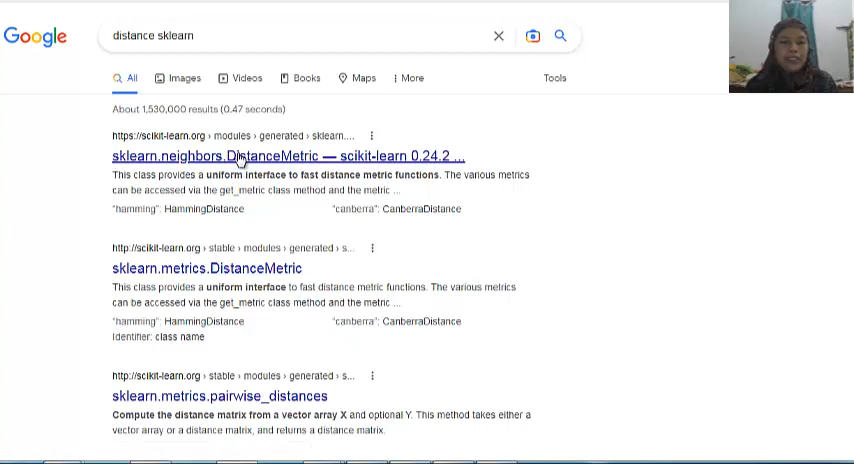 Google
distance sklearn
All Images Videos Books Maps More Tools
About 1,530,000 results (0.47 seconds)
https://scikit-learn.org › modules › generated › sklearn....
sklearn.neighbors.DistanceMetric — scikit-learn 0.24.2 ...
This class provides a uniform interface to fast distance metric functions. The various metrics
can be accessed via the get_metric class method and the metric ...
"hamming": HammingDistance "canberra": CanberraDistance
http://scikit-learn.org › stable › modules › generated › s...
sklearn.metrics.DistanceMetric
This class provides a uniform interface to fast distance metric functions. The various metrics
can be accessed via the get_metric class method and the metric ...
"hamming": HammingDistance "canberra": CanberraDistance
Identifier: class name
http://scikit-learn.org › stable › modules › generated › s...
sklearn.metrics.pairwise_distances
Compute the distance matrix from a vector array X and optional Y. This method takes either a
vector array or a distance matrix, and returns a distance matrix.